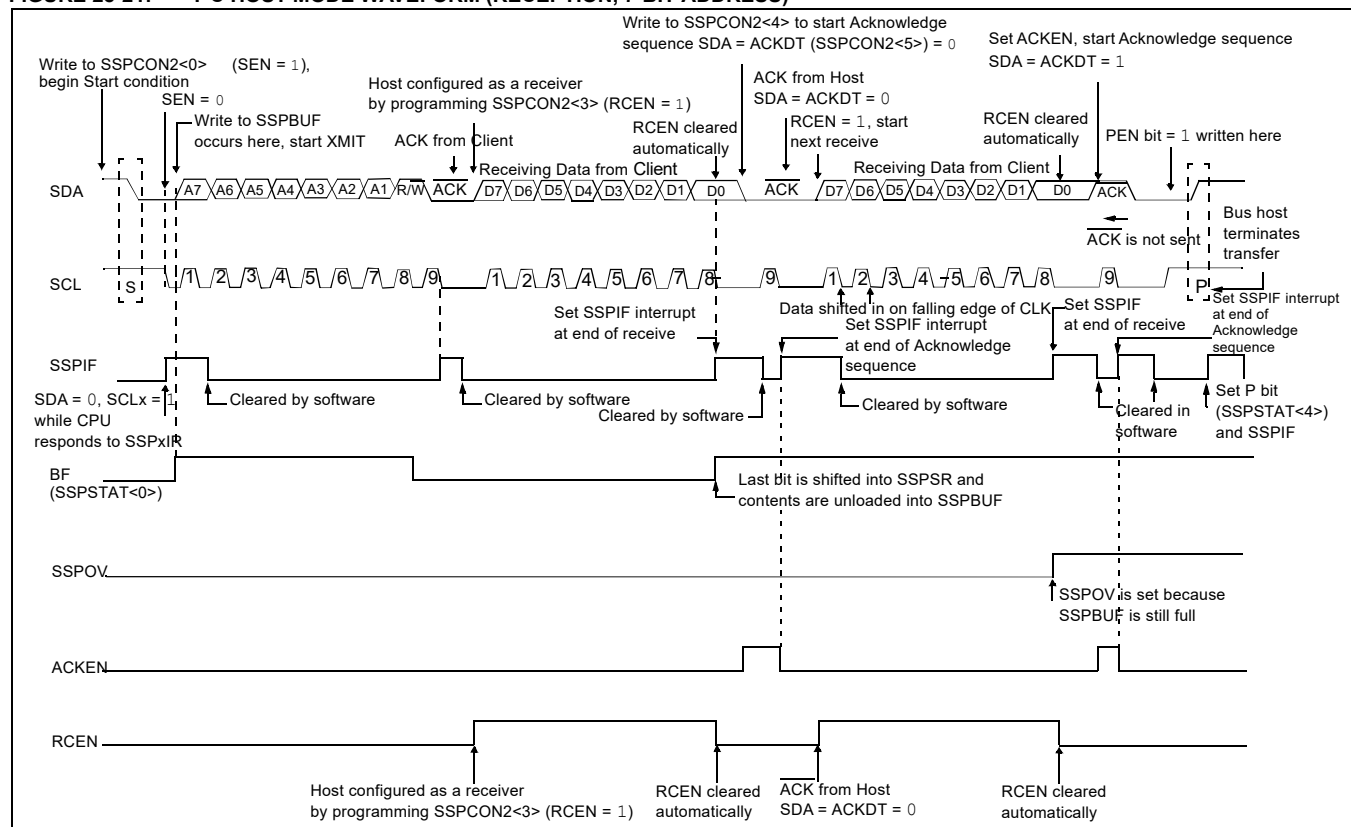 Write to SSPCON2<4> to start Acknowledge
sequence SDA = ACKDT (SSPCON2<5>) = 0
Set ACKEN, start Acknowledge sequence
SDA = ACKDT = 1
Write to SSPCON2<0> (SEN = 1),
begin Start condition
Host configured as a receiver
by programming SSPCON2<3> (RCEN = 1)
ACK from Host
SDA = ACKDT = 0
SEN = 0
Write to SSPBUF
occurs here, start XMIT
ACK from Client
RCEN cleared
automatically
RCEN = 1, start
next receive
RCEN cleared
automatically
PEN bit = 1 written here
Receiving Data from Client
Receiving Data from Client
SDA
A7 A6 A5 A4 A3 A2 A1 R/W ACK D7 D6 D5 D4 D3 D2 D1 D0 ACK D7 D6 D5 D4 D3 D2 D1 D0 ACK
ACK is not sent
Bus host
terminates
transfer
SCL
S 1 2 3 4 5 6 7 8 9 1 2 3 4 5 6 7 8 9 1 2 3 4 5 6 7 8 9 P
Set SSPIF interrupt
at end of receive
Data shifted in on falling edge of CLK
Set SSPIF interrupt
at end of Acknowledge
sequence
Set SSPIF
at end of receive
Set SSPIF interrupt
at end of
Acknowledge
sequence
SSPIF
SDA = 0, SCLx = 1
while CPU
responds to SSPxIR
Cleared by software
Cleared by software
Cleared by software
Cleared by software
Cleared in
software
Set P bit
(SSPSTAT<4>)
and SSPIF
BF
(SSPSTAT<0>)
Last bit is shifted into SSPSR and
contents are unloaded into SSPBUF
SSPOV
SSPOV is set because
SSPBUF is still full
ACKEN
RCEN
Host configured as a receiver
by programming SSPCON2<3> (RCEN = 1)
RCEN cleared
automatically
ACK from Host
SDA = ACKDT = 0
RCEN cleared
automatically